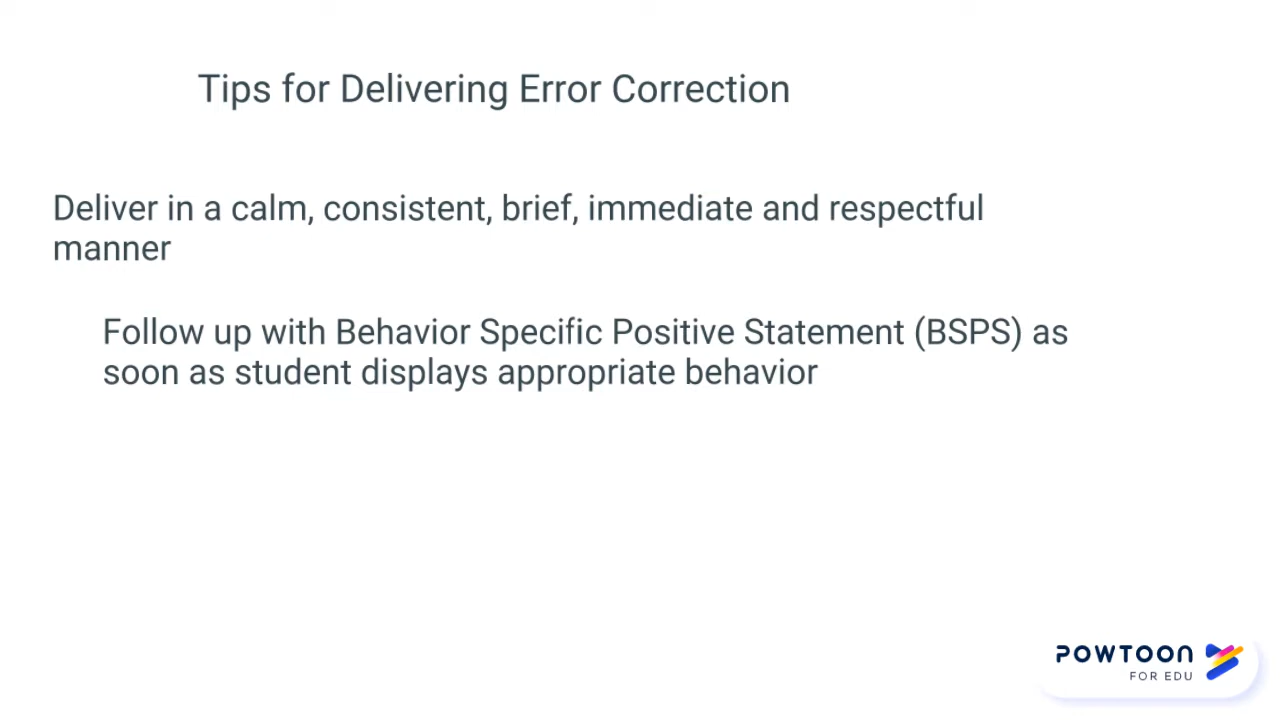 Tips for Delivering Error Correction
Deliver in a calm, consistent, brief, immediate and respectful
manner
Follow up with Behavior Specific Positive Statement (BSPS) as
soon as student displays appropriate behavior
POWTOON
FOR EDU